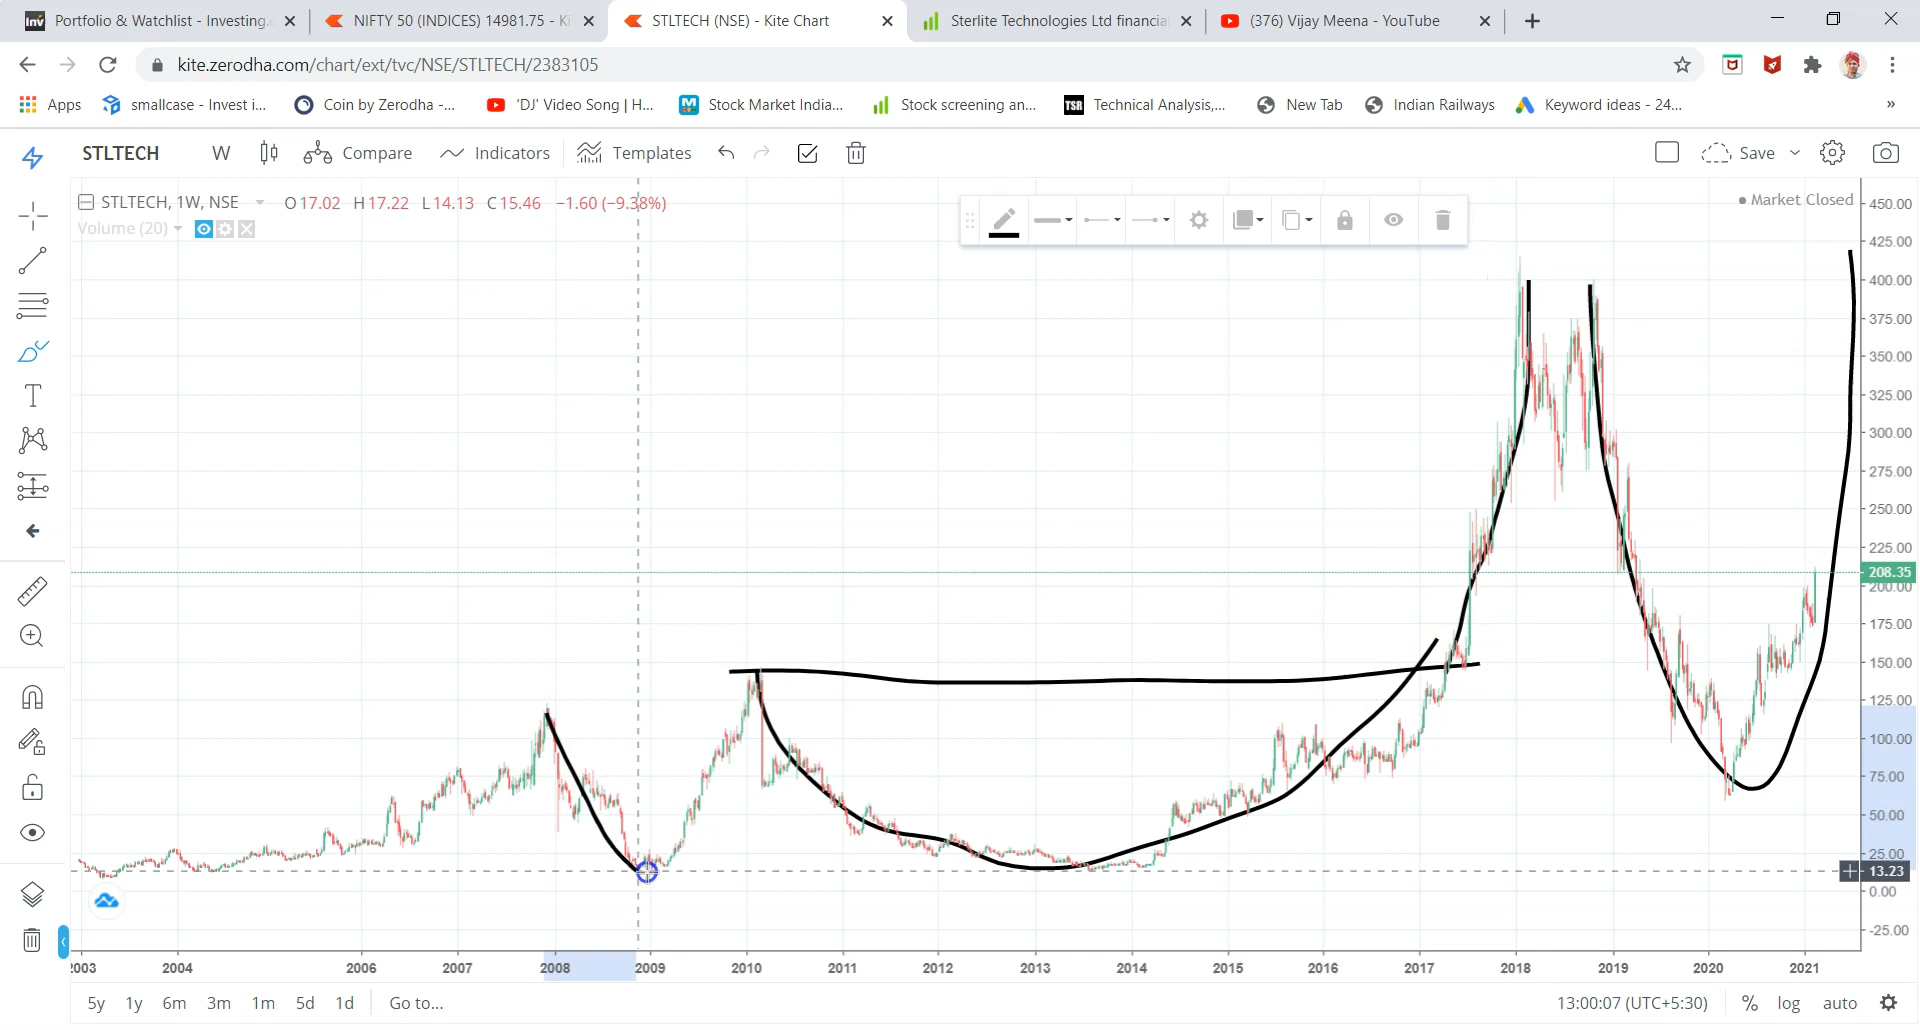 Portfolio & Watchlist - Investing.c
NIFTY 50 (INDICES) 14981.75 - Ki
STLTECH (NSE) - Kite Chart
Sterlite Technologies Ltd financia
(376) Vijay Meena - YouTube
kite.zerodha.com/chart/ext/tvc/NSE/STLTECH/2383105
Apps
smallcase - Invest i...
Coin by Zerodha -...
'DJ' Video Song | H...
Stock Market India...
Stock screening an...
TSR
Technical Analysis,...
New Tab
Indian Railways
Keyword ideas - 24...
»
STLTECH
W
Compare
Indicators
Templates
Save
STLTECH, 1W, NSE
O17.02 H17.22 L14.13 C15.46 −1.60 (−9.38%)
Volume (20)
Market Closed
450.00
425.00
400.00
375.00
350.00
325.00
300.00
275.00
250.00
225.00
208.35
200.00
175.00
150.00
125.00
100.00
75.00
50.00
25.00
13.23
0.00
-25.00
2003 2004 2006 2007 2008 2009 2010 2011 2012 2013 2014 2015 2016 2017 2018 2019 2020 2021
5y 1y 6m 3m 1m 5d 1d Go to...
13:00:07 (UTC+5:30) % log auto